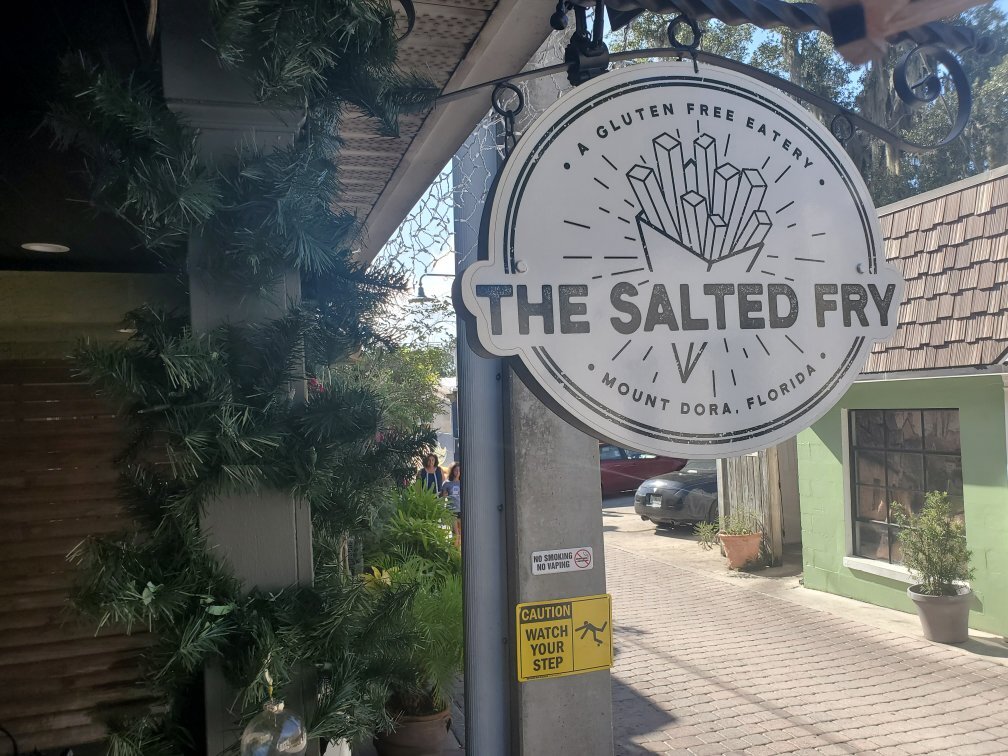 • A GLUTEN FREE EATERY •
THE SALTED FRY
• MOUNT DORA, FLORIDA •
NO SMOKING
NO VAPING
CAUTION
WATCH
YOUR
STEP